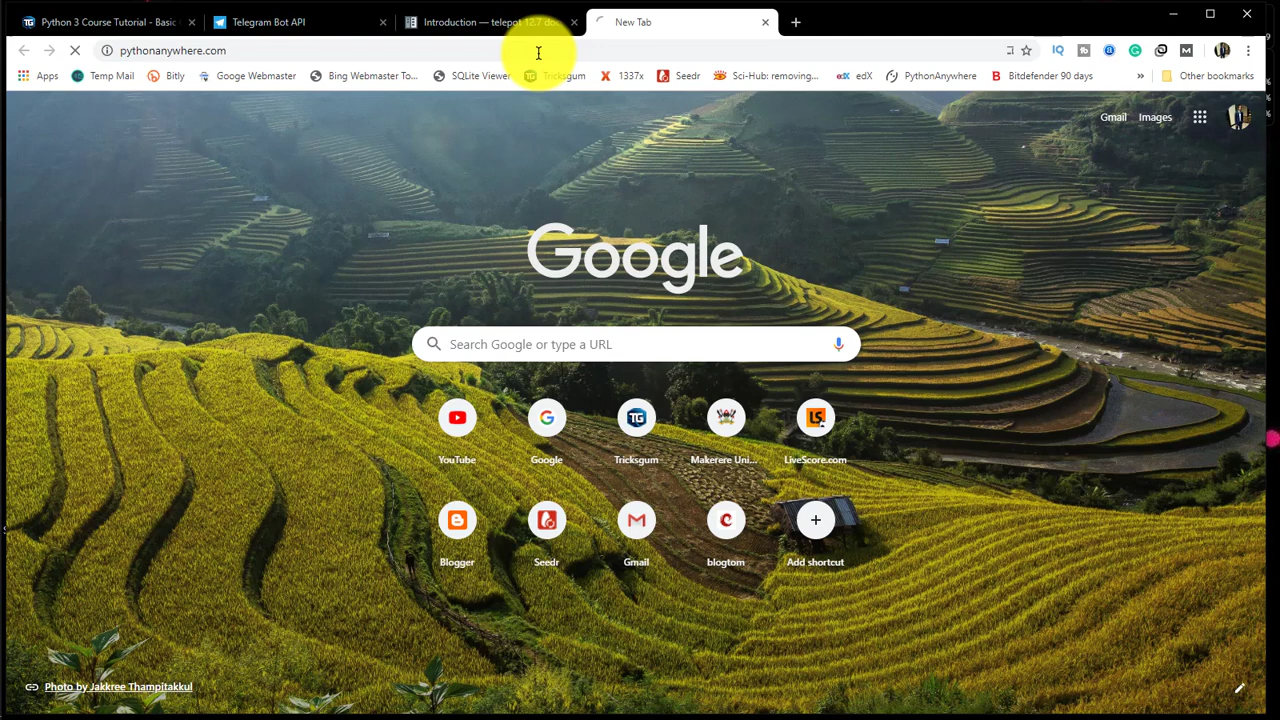 Python 3 Course Tutorial - Basic
Telegram Bot API
Introduction — telepot 12.7 doc
New Tab
pythonanywhere.com
Apps
Temp Mail
Bitly
Googe Webmaster
Bing Webmaster To...
SQLite Viewer
Tricksgum
1337x
Seedr
Sci-Hub: removing...
edX
PythonAnywhere
Bitdefender 90 days
»
Other bookmarks
Gmail
Images
Google
Search Google or type a URL
YouTube
Google
Tricksgum
Makerere Uni...
LiveScore.com
Blogger
Seedr
Gmail
blogtom
Add shortcut
Photo by Jakkree Thampitakkul